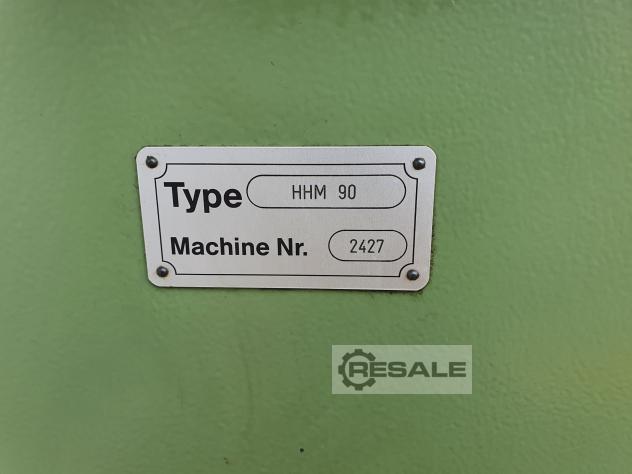 Type HHM 90
Machine Nr. 2427
RESALE